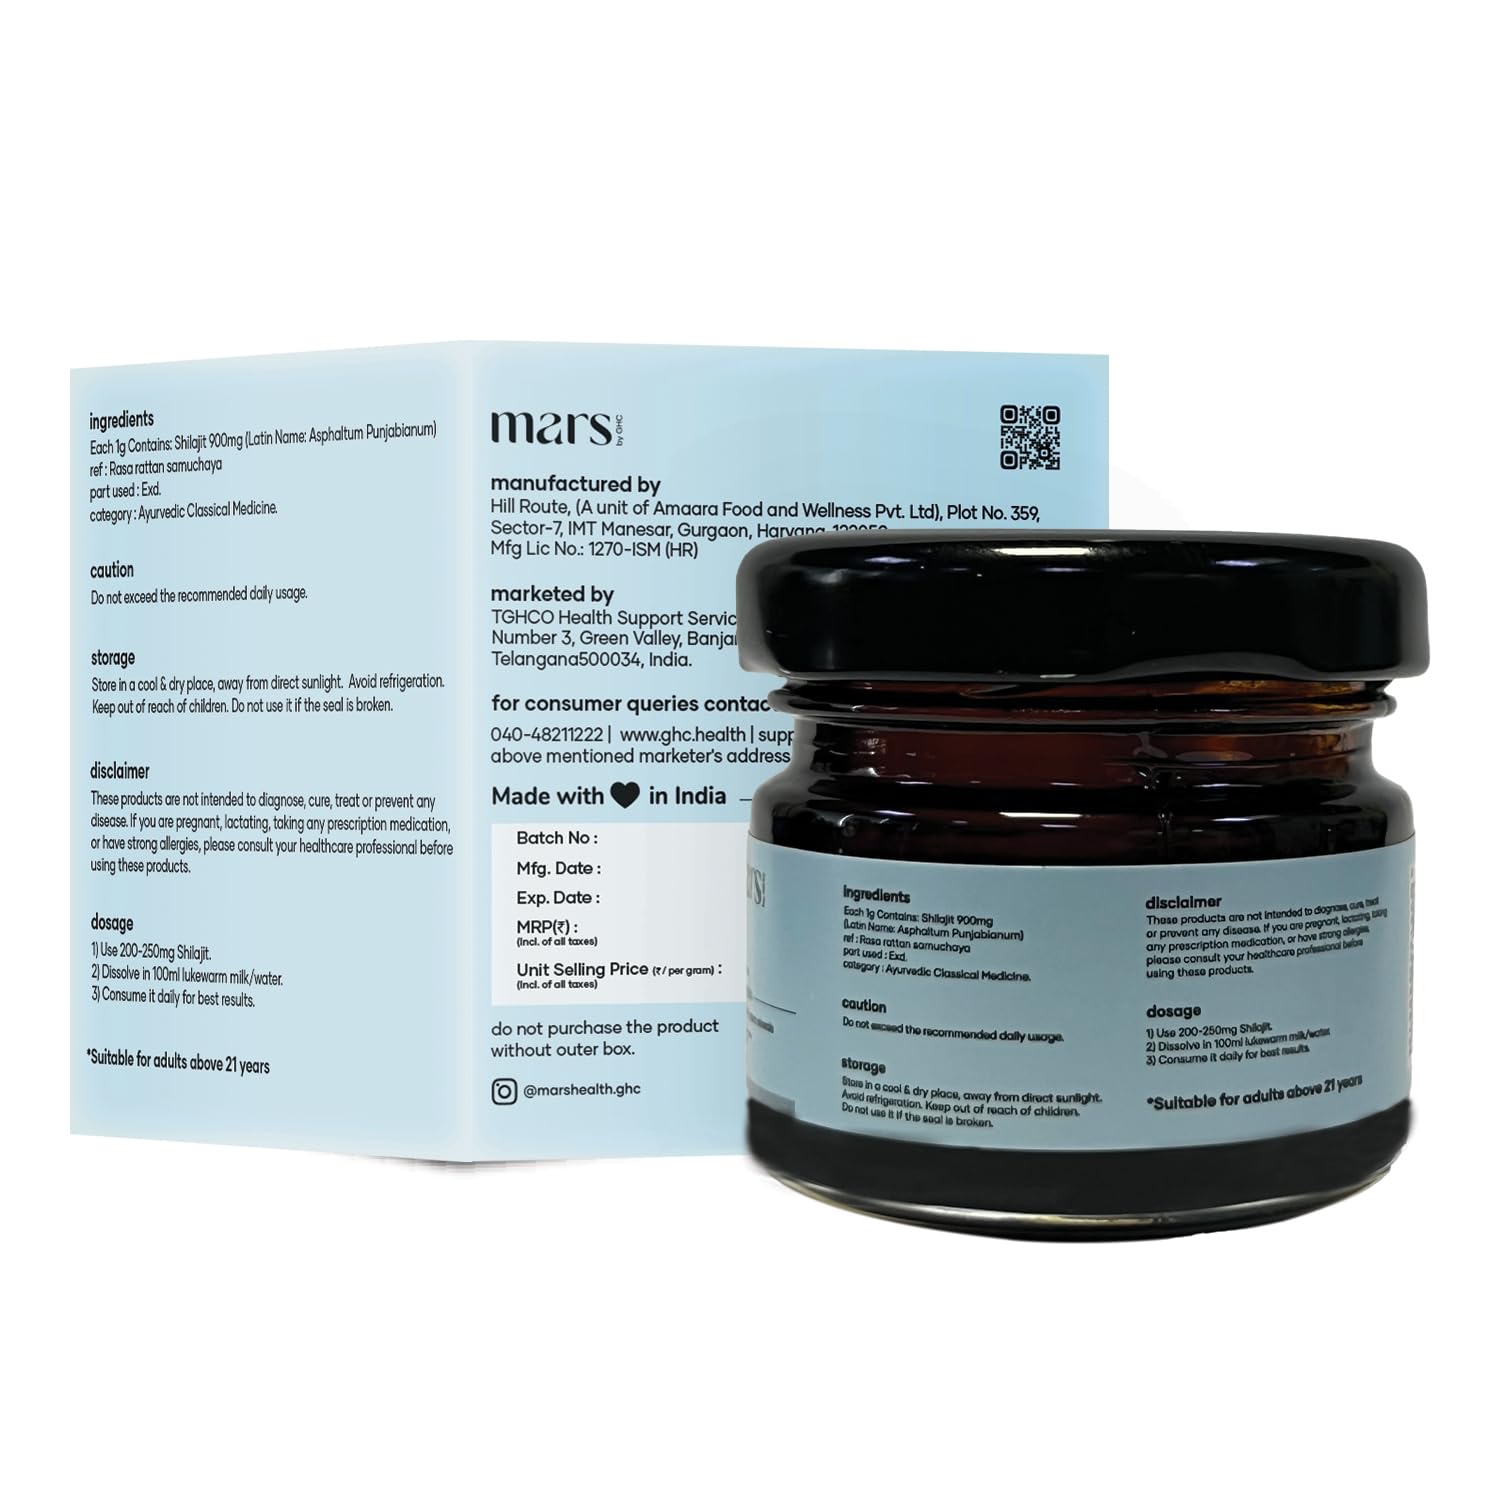 ingredients
Each 1g Contains: Shilajit 900mg (Latin Name: Asphaltum Punjabianum)
ref : Rasa rattan samuchaya
part used : Exd.
category : Ayurvedic Classical Medicine.
caution
Do not exceed the recommended daily usage.
storage
Store in a cool & dry place, away from direct sunlight. Avoid refrigeration.
Keep out of reach of children. Do not use it if the seal is broken.
disclaimer
These products are not intended to diagnose, cure, treat or prevent any
disease. If you are pregnant, lactating, taking any prescription medication,
or have strong allergies, please consult your healthcare professional before
using these products.
dosage
1) Use 200-250mg Shilajit.
2) Dissolve in 100ml lukewarm milk/water.
3) Consume it daily for best results.
*Suitable for adults above 21 years
mars by GHC
manufactured by
Hill Route, (A unit of Amaara Food and Wellness Pvt. Ltd), Plot No. 359,
Sector-7, IMT Manesar, Gurgaon, Haryana
Mfg Lic No.: 1270-ISM (HR)
marketed by
TGHCO Health Support Servic
Number 3, Green Valley, Banjar
Telangana500034, India.
for consumer queries contac
040-48211222 | www.ghc.health | supp
above mentioned marketer's address
Made with in India
Batch No :
Mfg. Date :
Exp. Date :
MRP(₹) :
(Incl. of all taxes)
Unit Selling Price (₹ / per gram) :
(Incl. of all taxes)
do not purchase the product
without outer box.
@marshealth.ghc
ingredients
Each 1g Contains: Shilajit 900mg
(Latin Name: Asphaltum Punjabianum)
ref : Rasa rattan samuchaya
part used : Exd.
category : Ayurvedic Classical Medicine.
caution
Do not exceed the recommended daily usage.
storage
Store in a cool & dry place, away from direct sunlight.
Avoid refrigeration. Keep out of reach of children.
Do not use it if the seal is broken.
disclaimer
These products are not intended to diagnose, cure, treat
or prevent any disease. If you are pregnant, lactating, taking
any prescription medication, or have strong allergies,
please consult your healthcare professional before
using these products.
dosage
1) Use 200-250mg Shilajit.
2) Dissolve in 100ml lukewarm milk/water.
3) Consume it daily for best results.
*Suitable for adults above 21 years